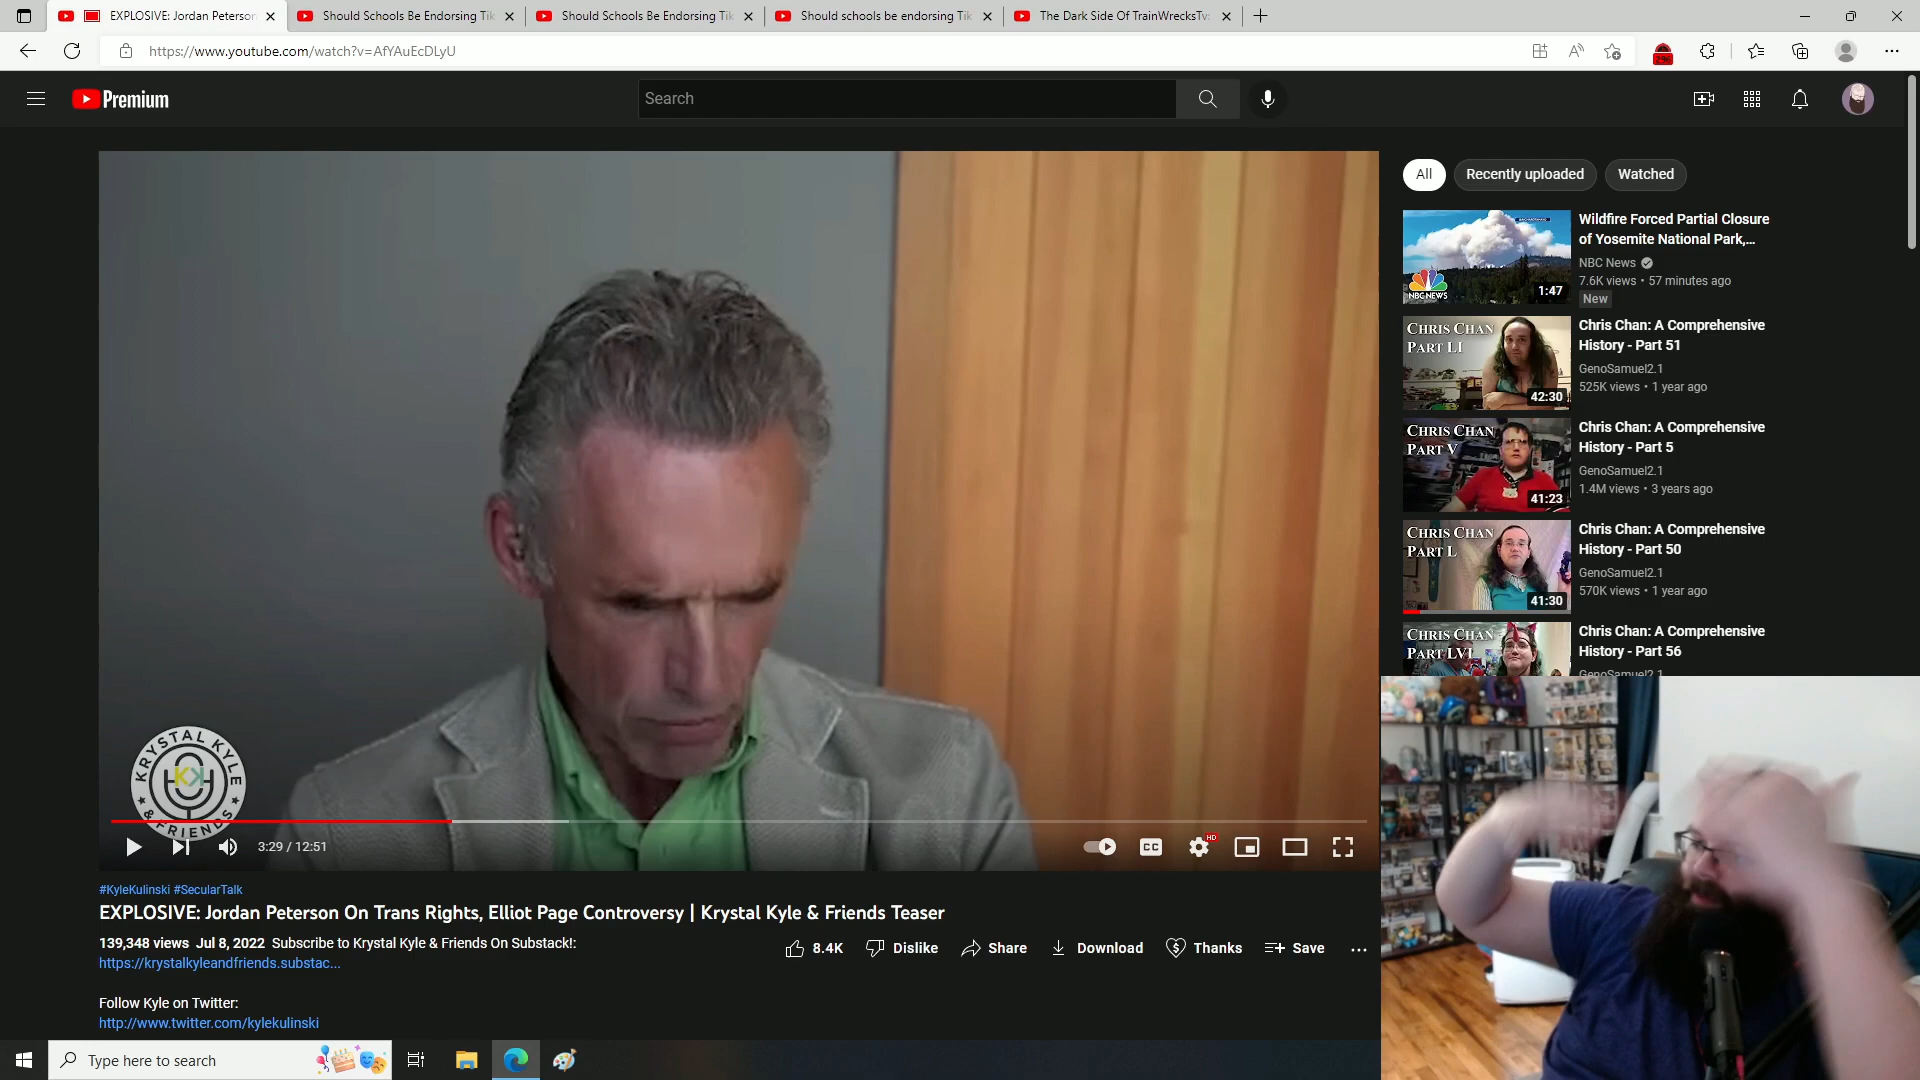 EXPLOSIVE: Jordan Peterson
Should Schools Be Endorsing Tik
Should Schools Be Endorsing Tik
Should schools be endorsing Tik
The Dark Side Of TrainWrecksTv:
https://www.youtube.com/watch?v=AfYAuEcDLyU
296
Premium
Search
All
Recently uploaded
Watched
Wildfire Forced Partial Closure
of Yosemite National Park,...
NBC News
7.6K views • 57 minutes ago
New
NBC NEWS
1:47
CHRIS CHAN
PART LI
42:30
Chris Chan: A Comprehensive
History - Part 51
GenoSamuel2.1
525K views • 1 year ago
CHRIS CHAN
PART V
41:23
Chris Chan: A Comprehensive
History - Part 5
GenoSamuel2.1
1.4M views • 3 years ago
CHRIS CHAN
PART L
41:30
Chris Chan: A Comprehensive
History - Part 50
GenoSamuel2.1
570K views • 1 year ago
CHRIS CHAN
PART LVI
Chris Chan: A Comprehensive
History - Part 56
GenoSamuel2.1
KRYSTAL KYLE
KK
& FRIENDS
3:29 / 12:51
CC
HD
#KyleKulinski #SecularTalk
EXPLOSIVE: Jordan Peterson On Trans Rights, Elliot Page Controversy | Krystal Kyle & Friends Teaser
139,348 views Jul 8, 2022 Subscribe to Krystal Kyle & Friends On Substack!:
https://krystalkyleandfriends.substac...
8.4K
Dislike
Share
Download
Thanks
Save
Follow Kyle on Twitter:
http://www.twitter.com/kylekulinski
Type here to search